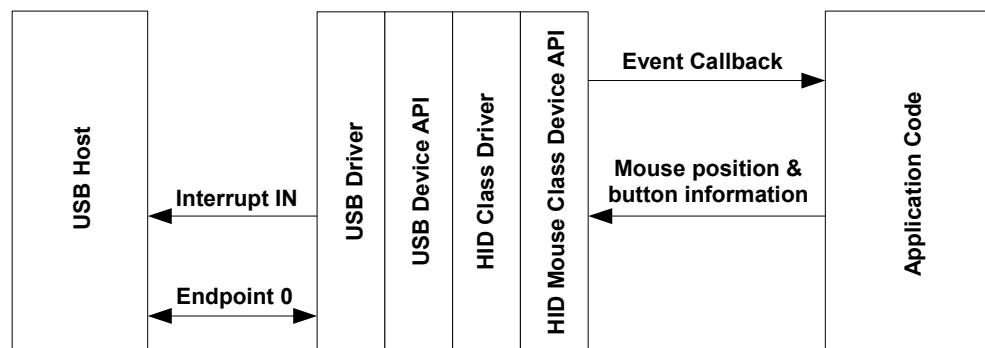 USB Host
Interrupt IN
Endpoint 0
USB Driver
USB Device API
HID Class Driver
HID Mouse Class Device API
Event Callback
Mouse position &
button information
Application Code